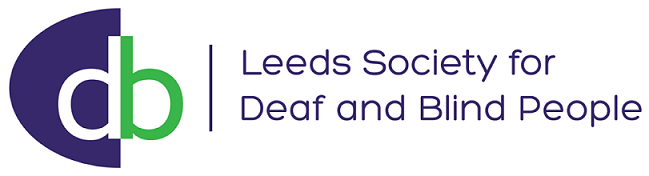 db
Leeds Society for
Deaf and Blind People